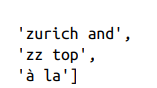 'zurich and',
'zz top',
'à la']